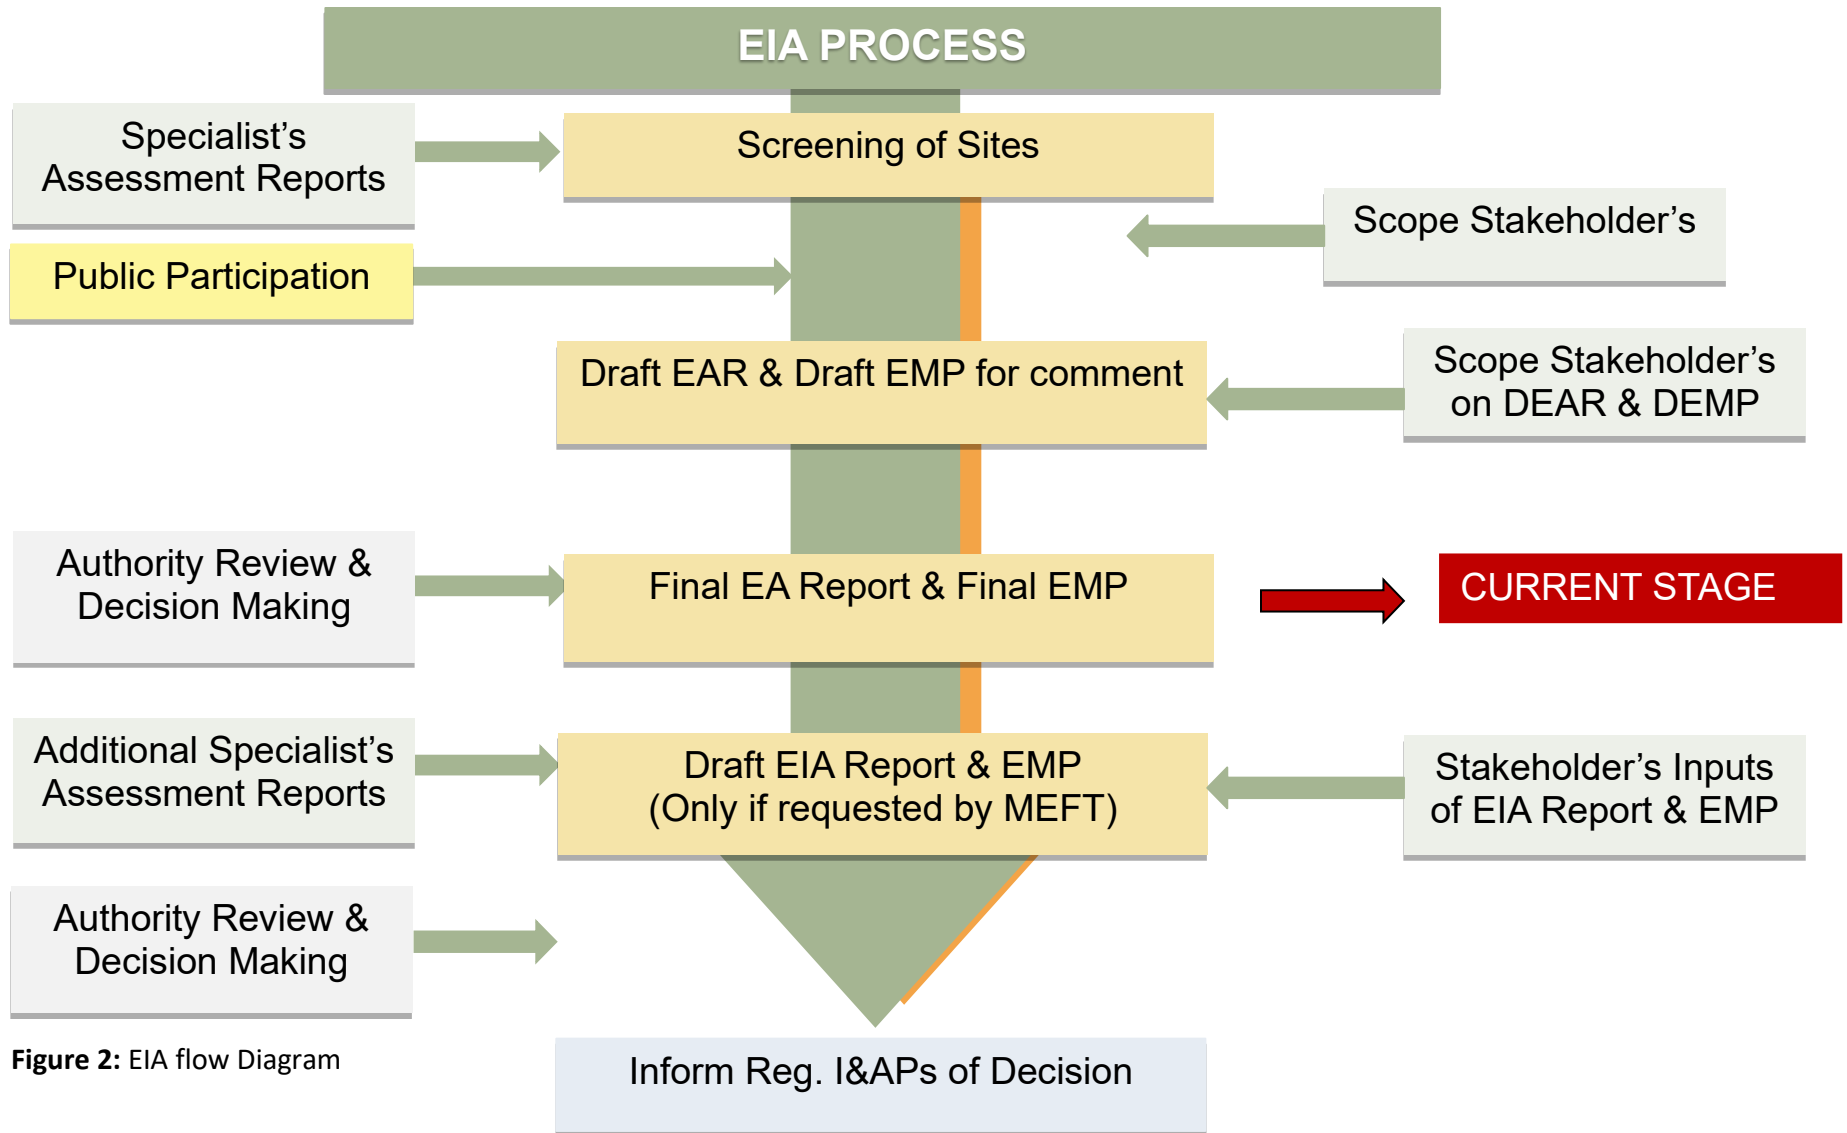 EIA PROCESS
Specialist's
Assessment Reports
Screening of Sites
Scope Stakeholder's
Public Participation
Draft EAR & Draft EMP for comment
Scope Stakeholder's
on DEAR & DEMP
Authority Review &
Decision Making
Final EA Report & Final EMP
CURRENT STAGE
Additional Specialist's
Assessment Reports
Draft EIA Report & EMP
(Only if requested by MEFT)
Stakeholder's Inputs
of EIA Report & EMP
Authority Review &
Decision Making
Inform Reg. I&APs of Decision
Figure 2: EIA flow Diagram